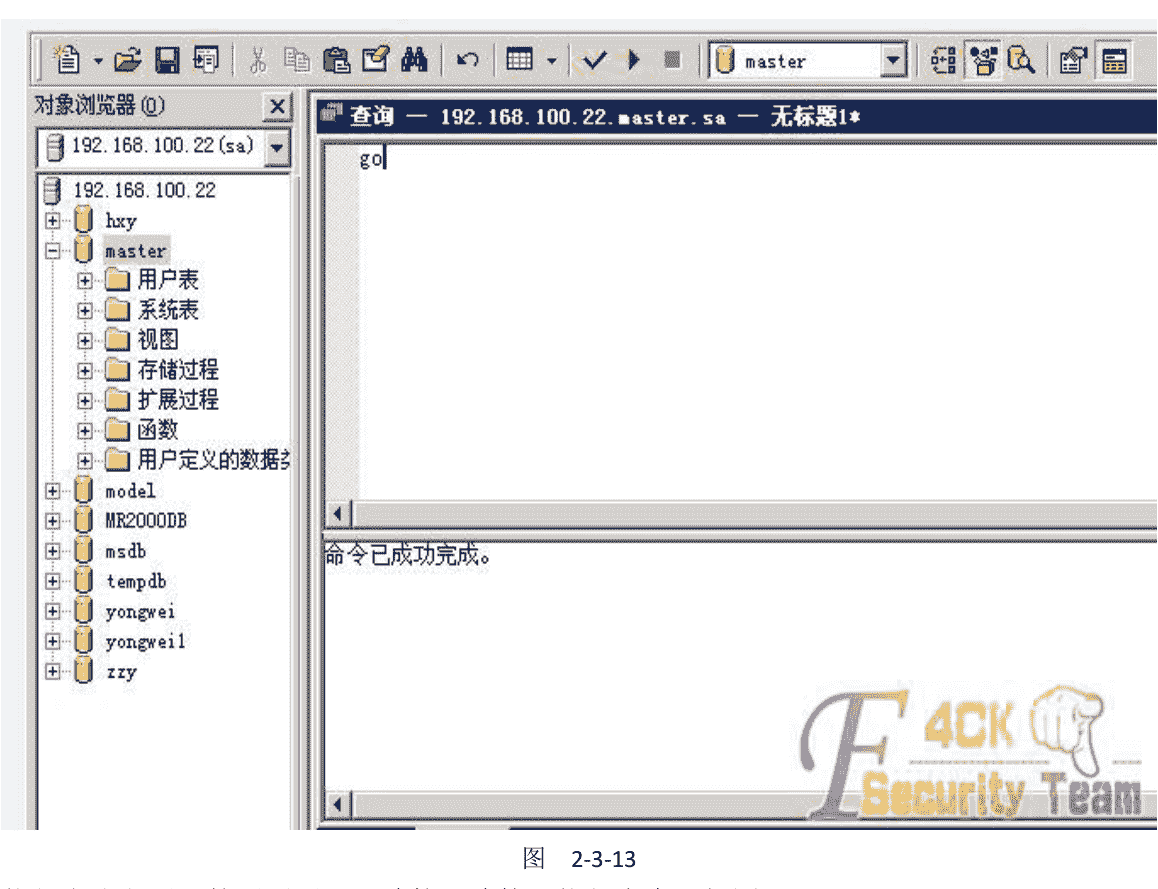 master
对象浏览器(O)
192.168.100.22(sa)
192.168.100.22
hxy
master
用户表
系统表
视图
存储过程
扩展过程
函数
用户定义的数据
model
MR2000DB
msdb
tempdb
yongwei
yongwei1
zzy
查询 — 192.168.100.22.master.sa — 无标题1*
go
命令已成功完成。
F4CK
Security Team
图 2-3-13